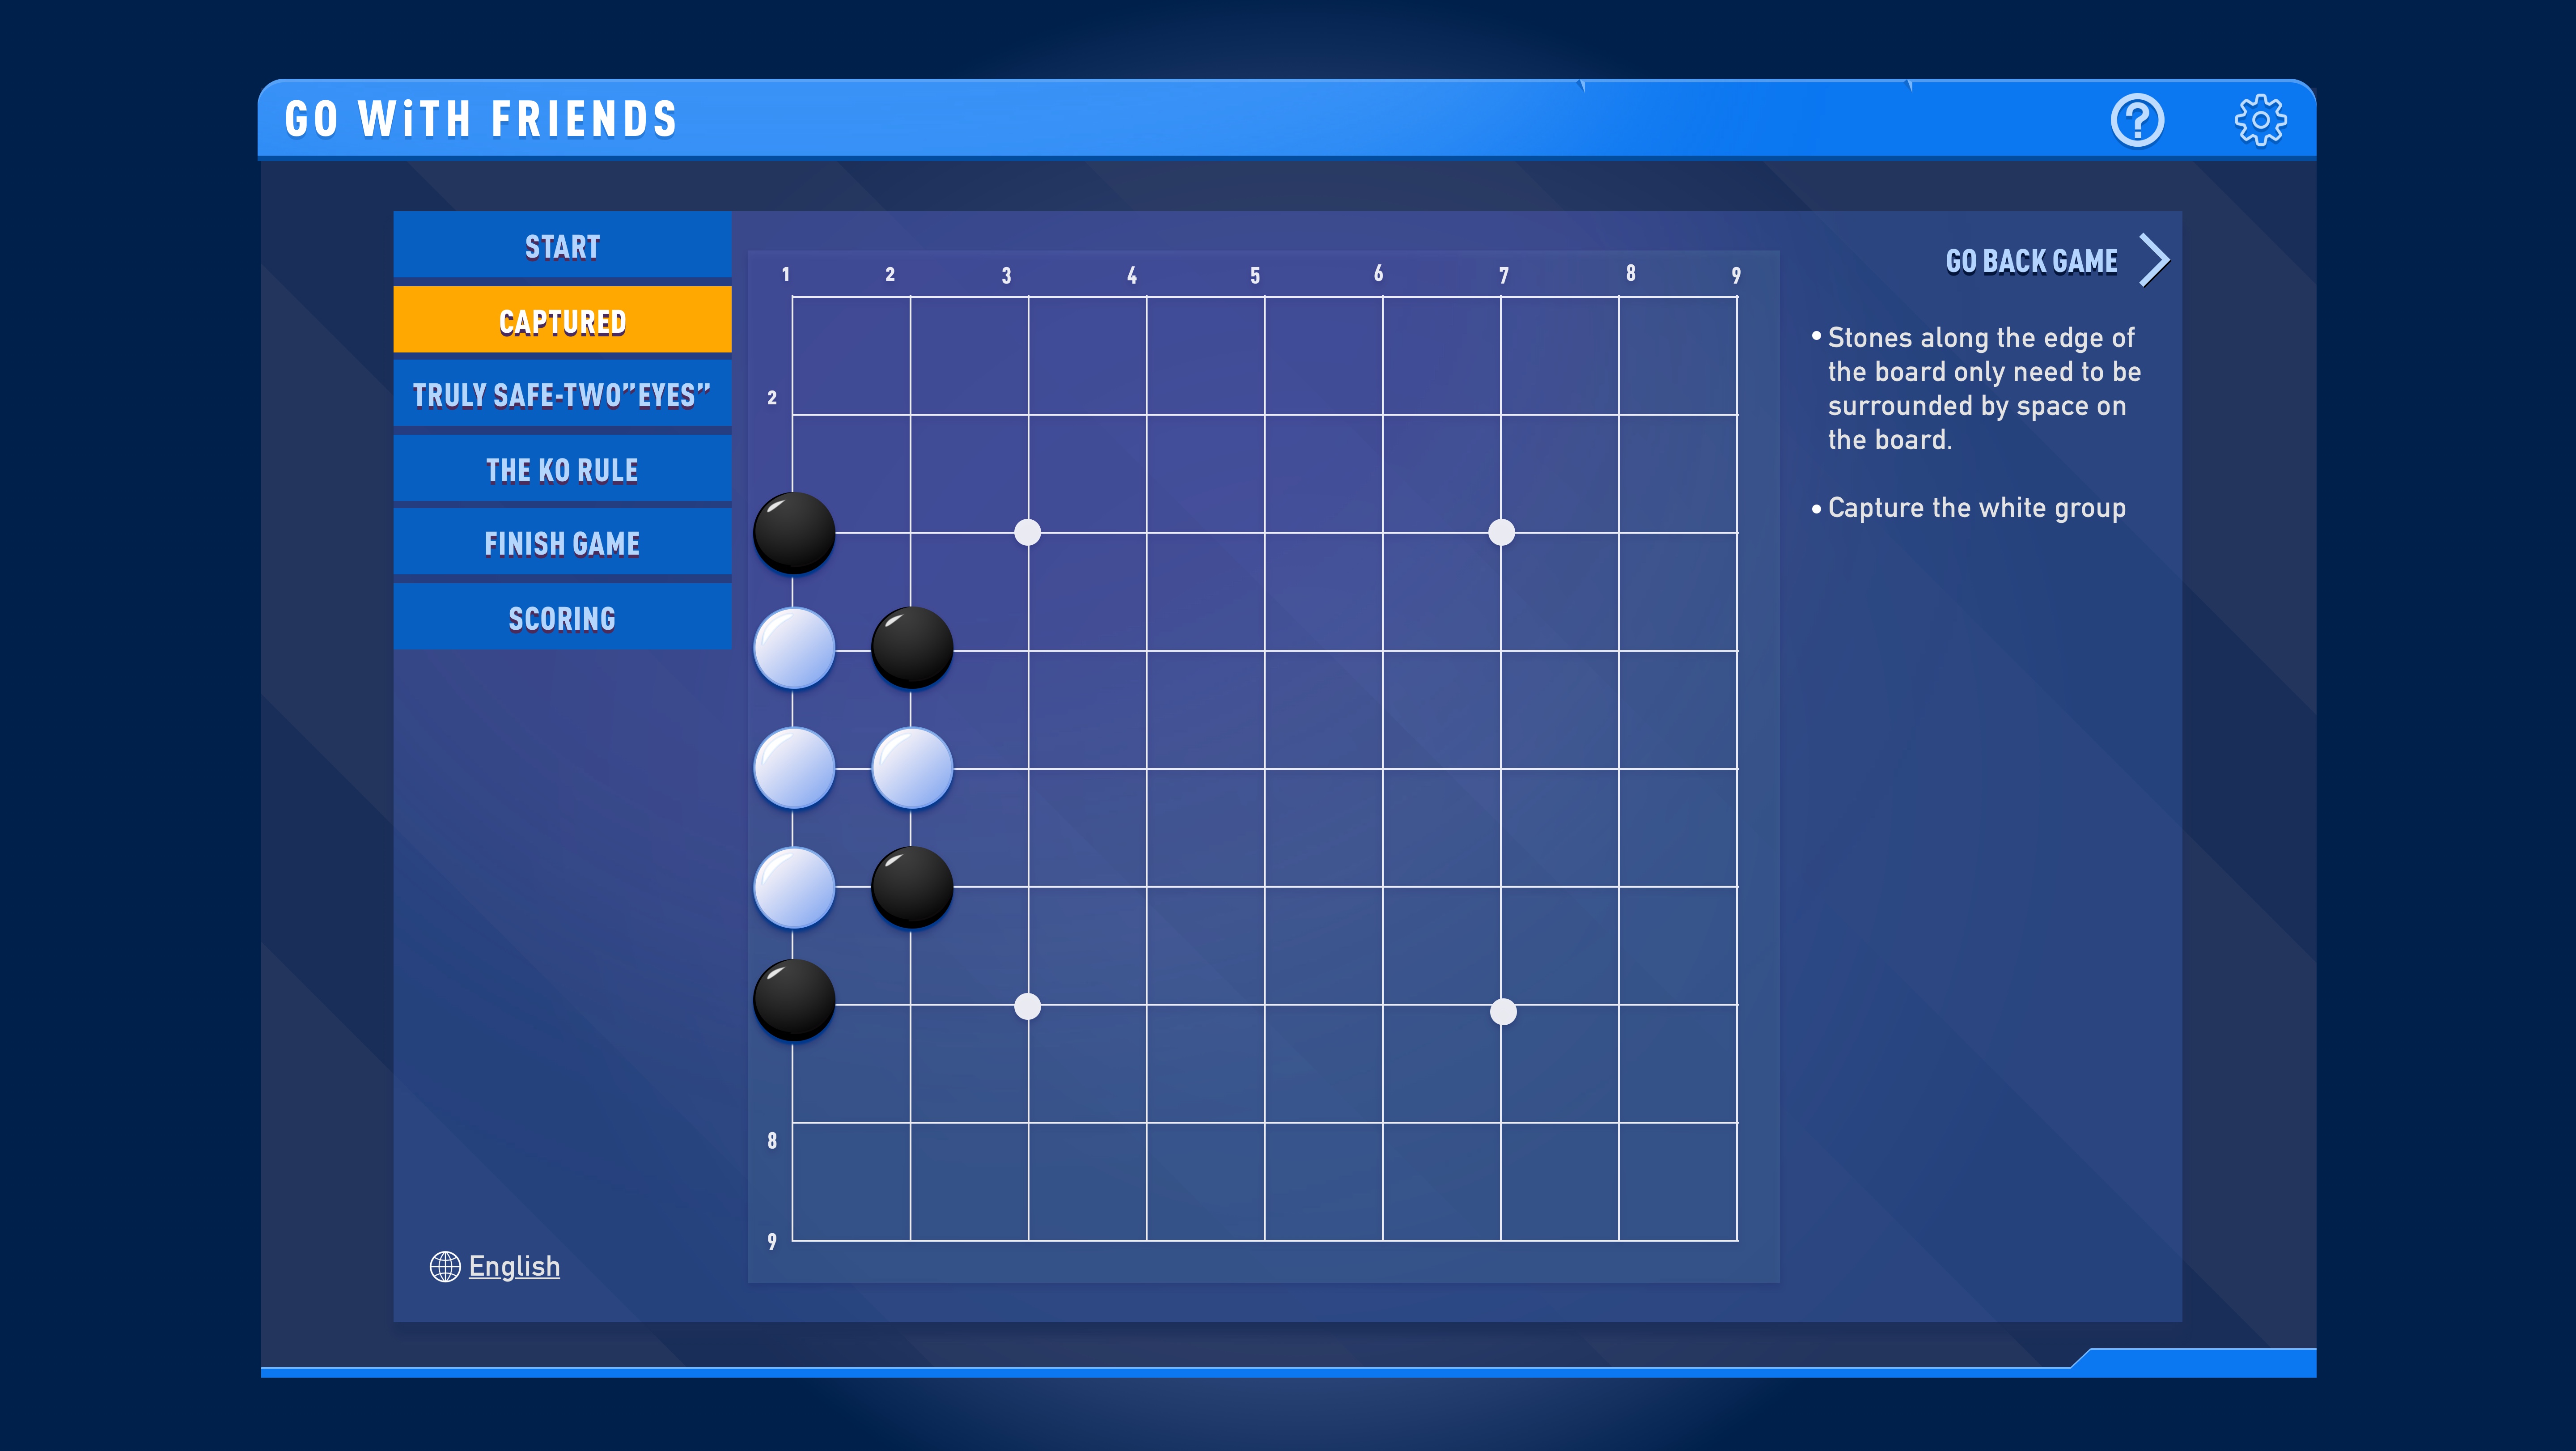 GO WiTH FRIENDS
START
CAPTURED
TRULY SAFE-TWO”EYES”
THE KO RULE
FINISH GAME
SCORING
English
1 2 3 4 5 6 7 8 9
2
8
9
GO BACK GAME
• Stones along the edge of
the board only need to be
surrounded by space on
the board.
• Capture the white group